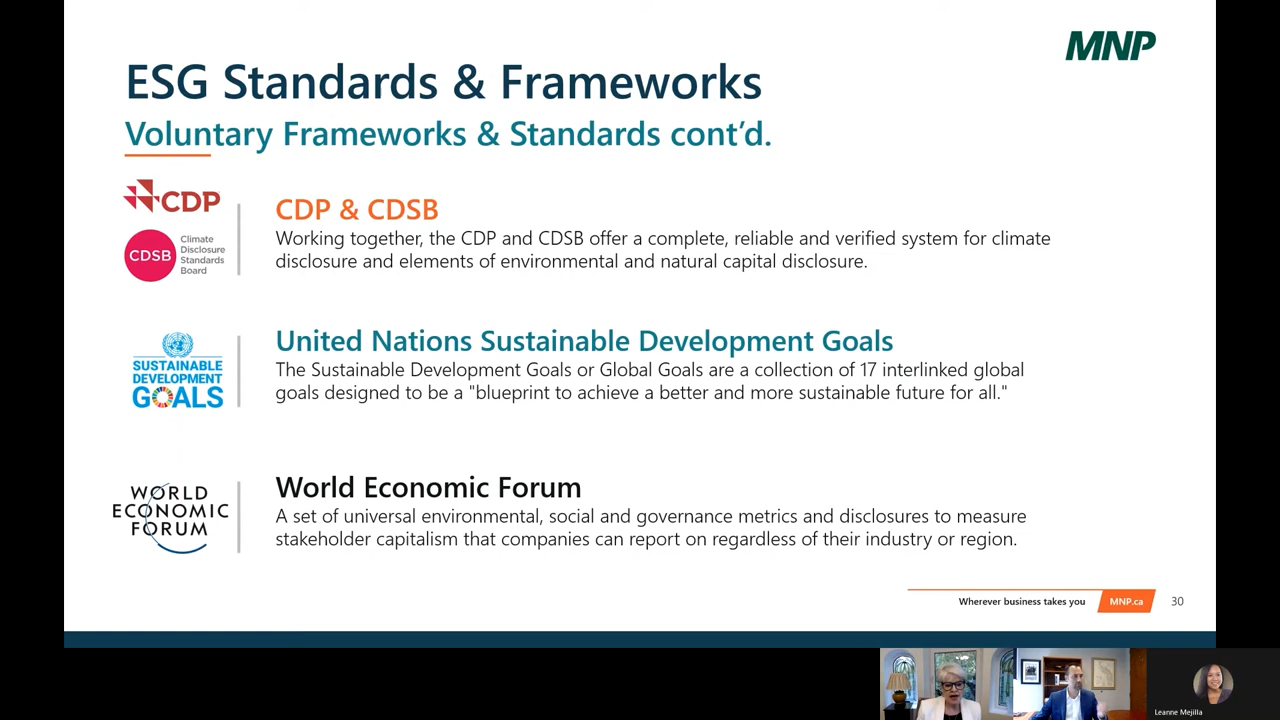 MNP
ESG Standards & Frameworks
Voluntary Frameworks & Standards cont’d.
CDP
CDSB
Climate
Disclosure
Standards
Board
CDP & CDSB
Working together, the CDP and CDSB offer a complete, reliable and verified system for climate
disclosure and elements of environmental and natural capital disclosure.
SUSTAINABLE
DEVELOPMENT
GOALS
United Nations Sustainable Development Goals
The Sustainable Development Goals or Global Goals are a collection of 17 interlinked global
goals designed to be a "blueprint to achieve a better and more sustainable future for all."
WORLD
ECONOMIC
FORUM
World Economic Forum
A set of universal environmental, social and governance metrics and disclosures to measure
stakeholder capitalism that companies can report on regardless of their industry or region.
Wherever business takes you
MNP.ca
30
Leanne Mejilla